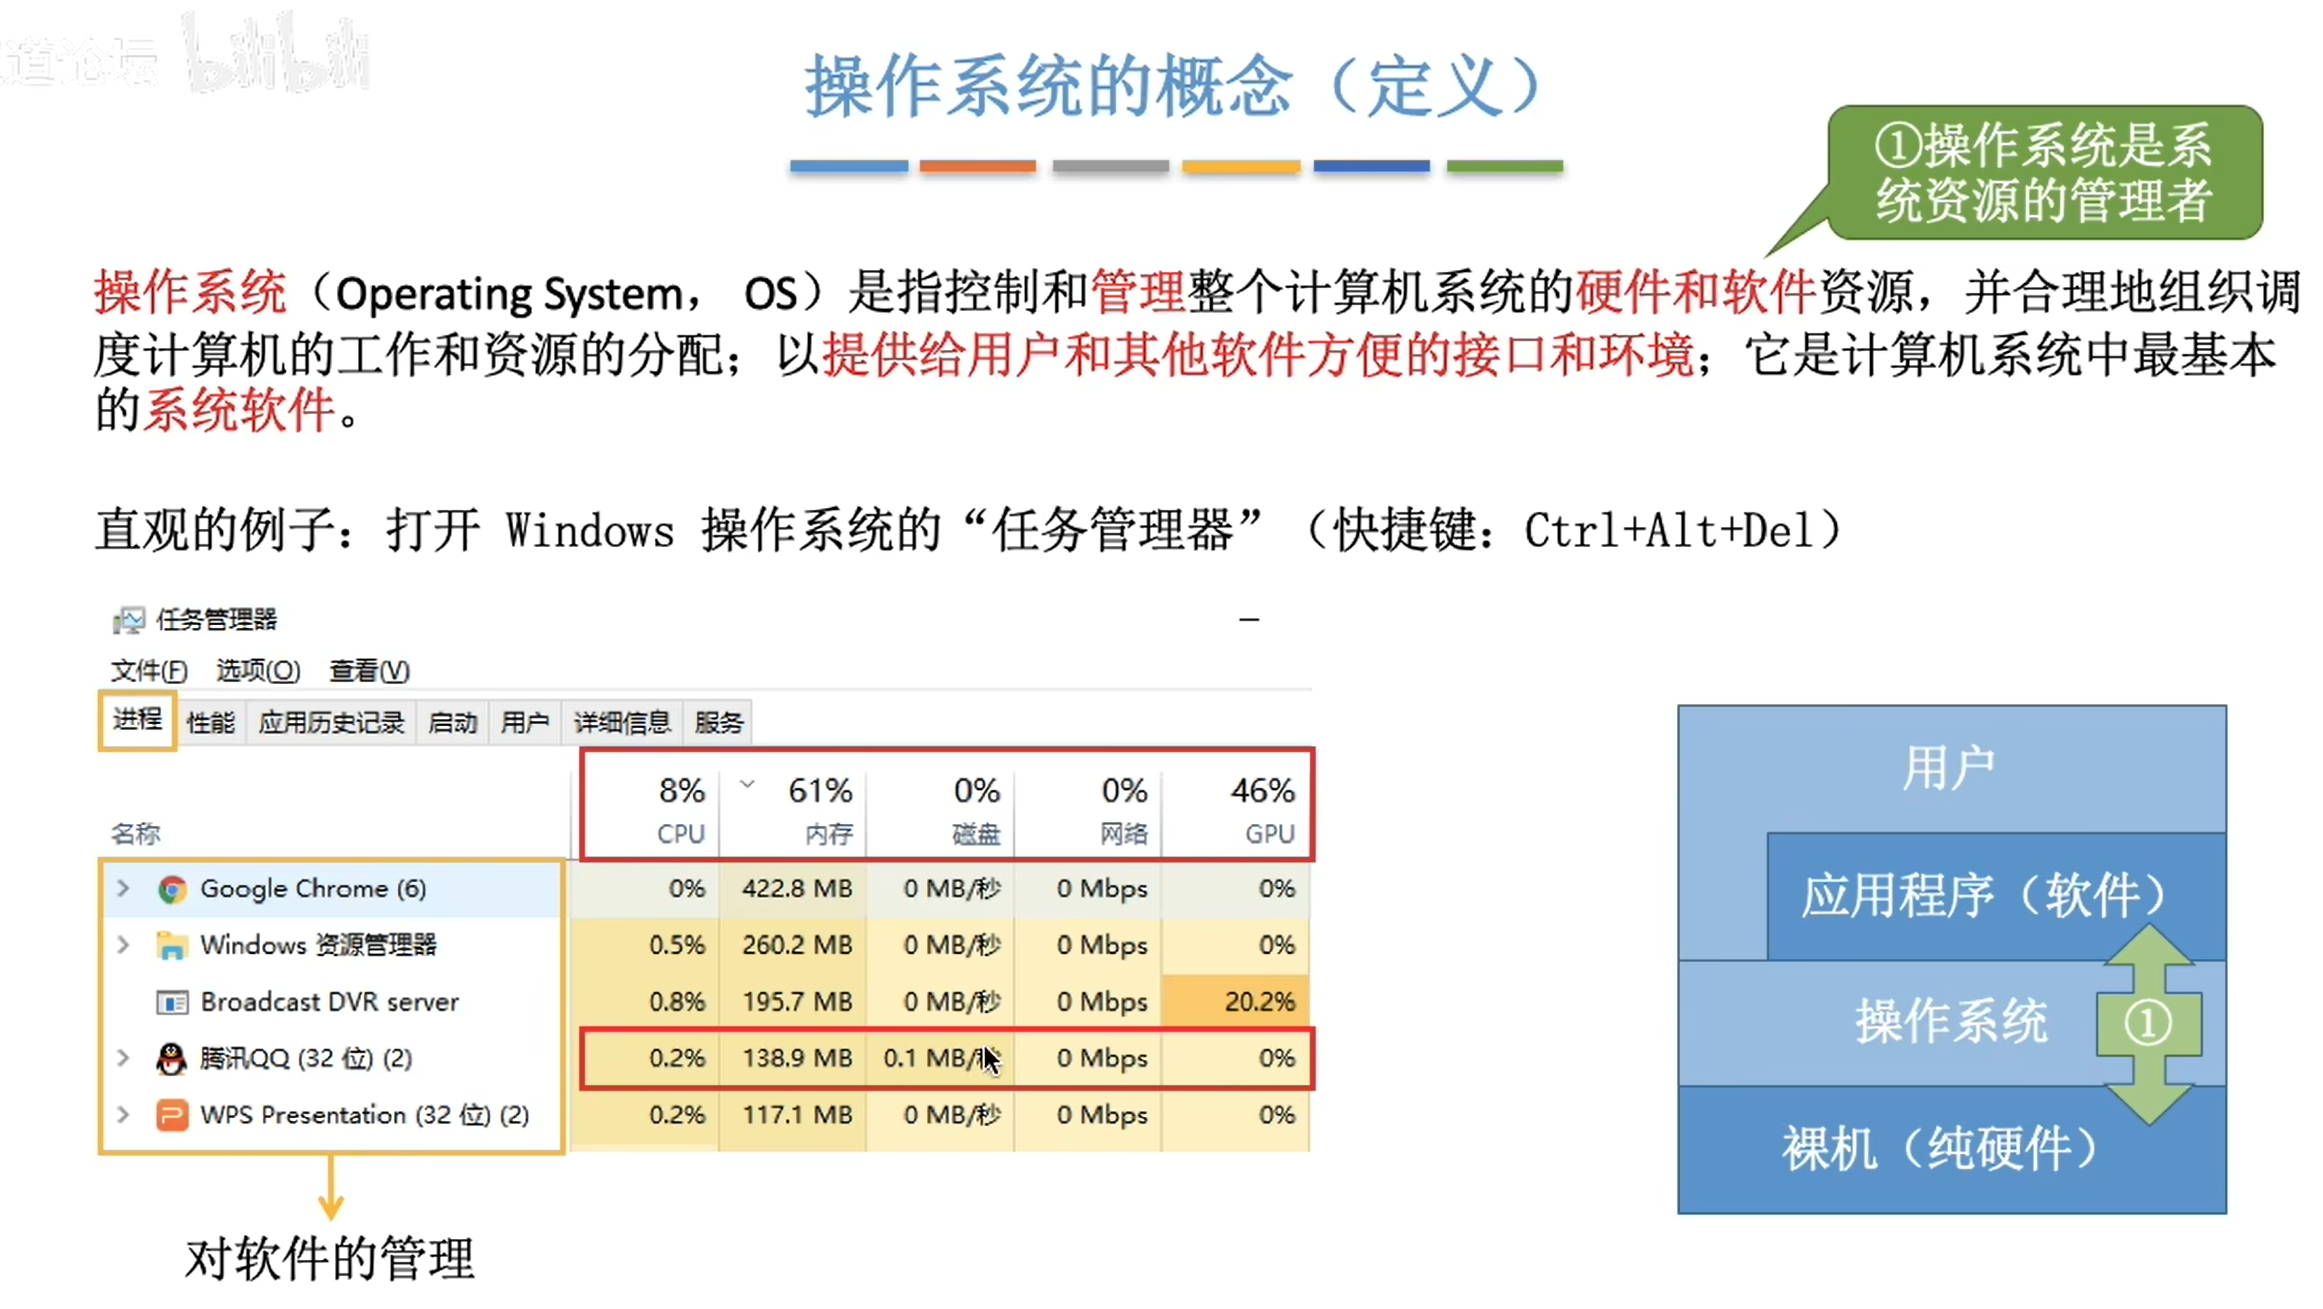 道论坛 bilibili
操作系统的概念（定义）
①操作系统是系
统资源的管理者
操作系统（Operating System， OS）是指控制和管理整个计算机系统的硬件和软件资源，并合理地组织调
度计算机的工作和资源的分配；以提供给用户和其他软件方便的接口和环境；它是计算机系统中最基本
的系统软件。
直观的例子：打开 Windows 操作系统的“任务管理器”（快捷键：Ctrl+Alt+Del）
任务管理器
文件(F) 选项(O) 查看(V)
进程 性能 应用历史记录 启动 用户 详细信息 服务
8% 61% 0% 0% 46%
名称 CPU 内存 磁盘 网络 GPU
Google Chrome (6) 0% 422.8 MB 0 MB/秒 0 Mbps 0%
Windows 资源管理器 0.5% 260.2 MB 0 MB/秒 0 Mbps 0%
Broadcast DVR server 0.8% 195.7 MB 0 MB/秒 0 Mbps 20.2%
腾讯QQ (32 位) (2) 0.2% 138.9 MB 0.1 MB/秒 0 Mbps 0%
WPS Presentation (32 位) (2) 0.2% 117.1 MB 0 MB/秒 0 Mbps 0%
对软件的管理
用户
应用程序（软件）
操作系统 ①
裸机（纯硬件）